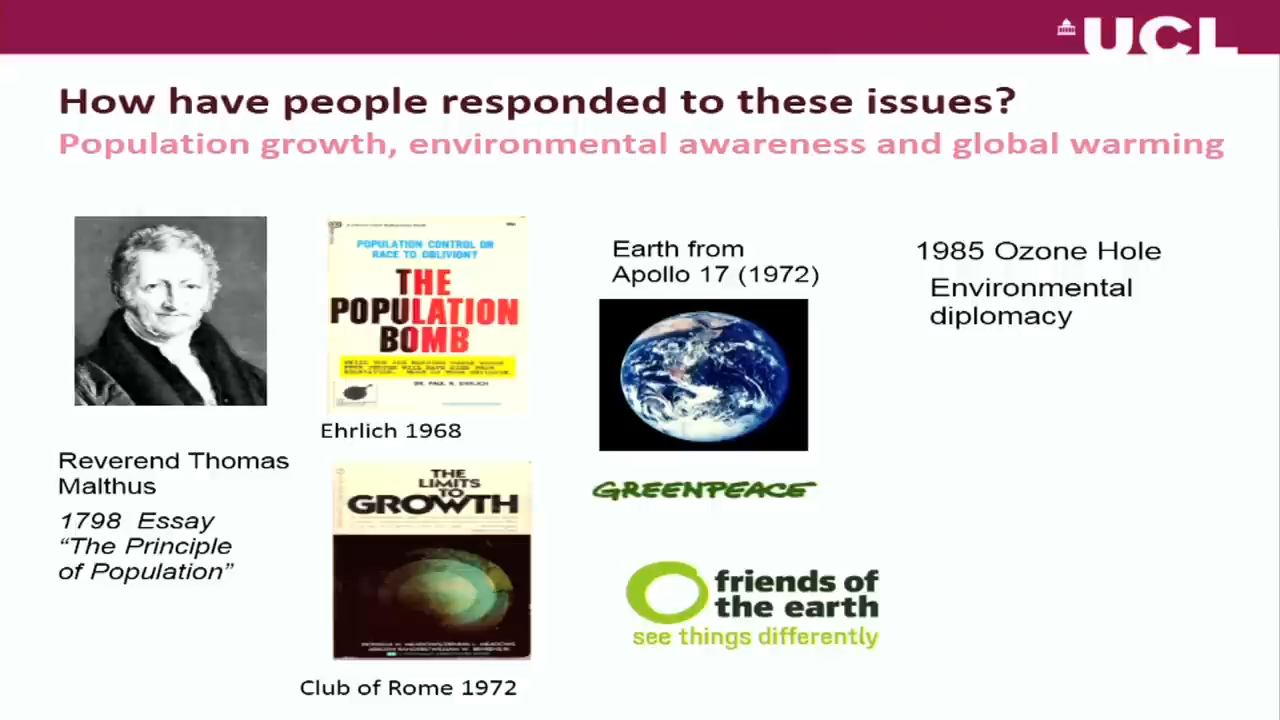 UCL
How have people responded to these issues?
Population growth, environmental awareness and global warming
Reverend Thomas
Malthus
1798 Essay
“The Principle
of Population”
POPULATION CONTROL OR
RACE TO OBLIVION?
THE
POPULATION
BOMB
DR. PAUL R. EHRLICH
Ehrlich 1968
THE
LIMITS
TO
GROWTH
Club of Rome 1972
Earth from
Apollo 17 (1972)
GREENPEACE
friends of
the earth
see things differently
1985 Ozone Hole
Environmental
diplomacy